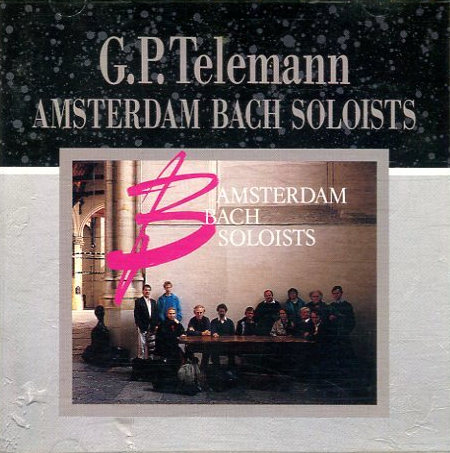 G.P. Telemann
AMSTERDAM BACH SOLOISTS
B
AMSTERDAM
BACH
SOLOISTS